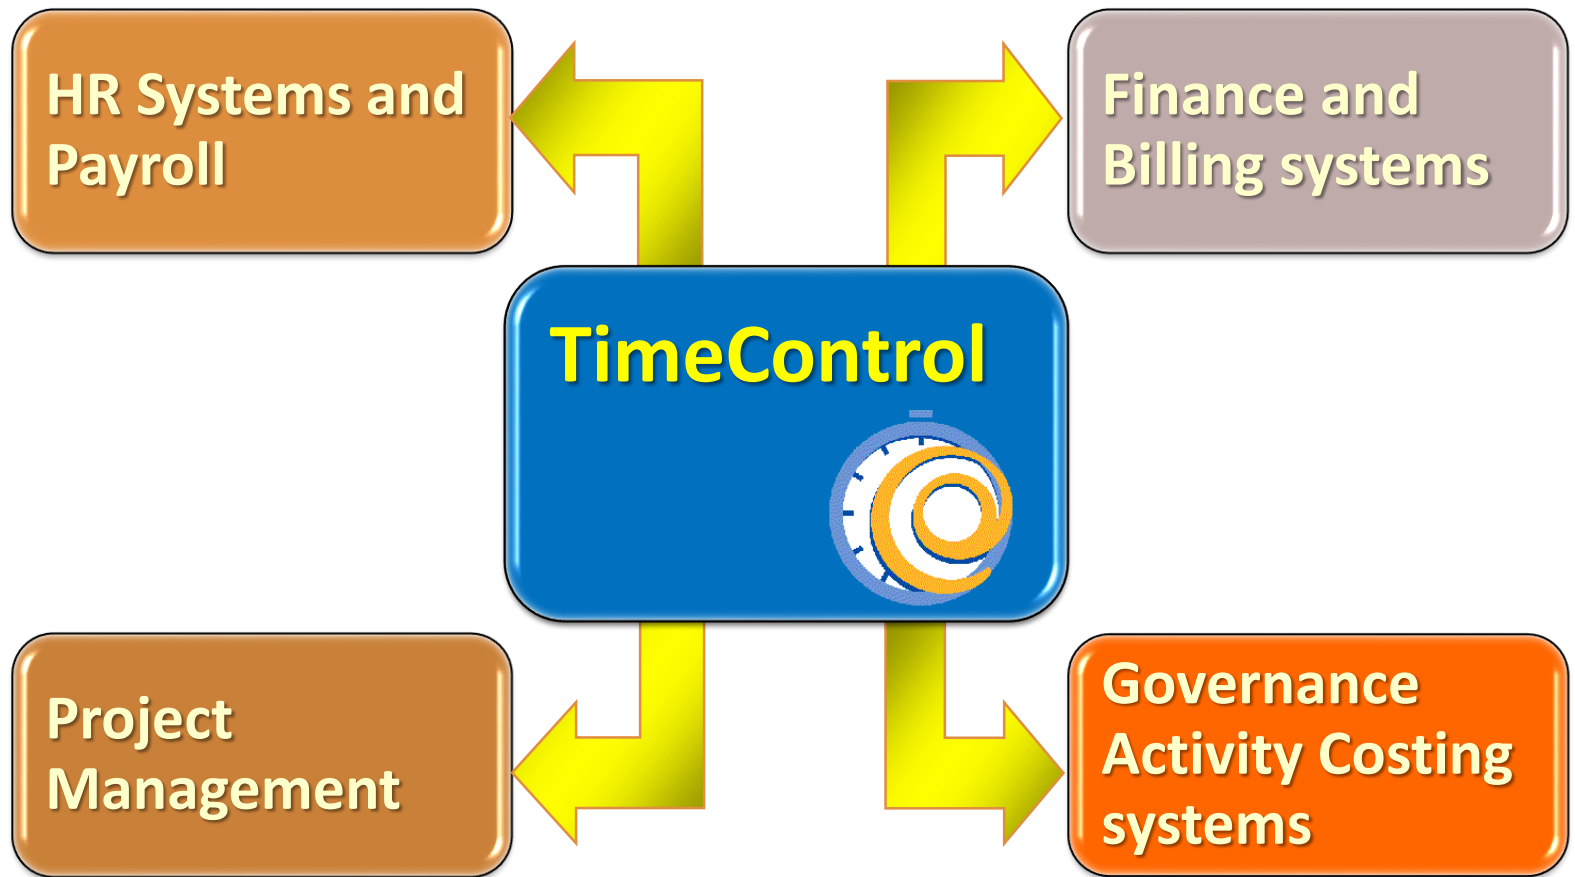 HR Systems and
Payroll
Finance and
Billing systems
TimeControl
Project
Management
Governance
Activity Costing
systems